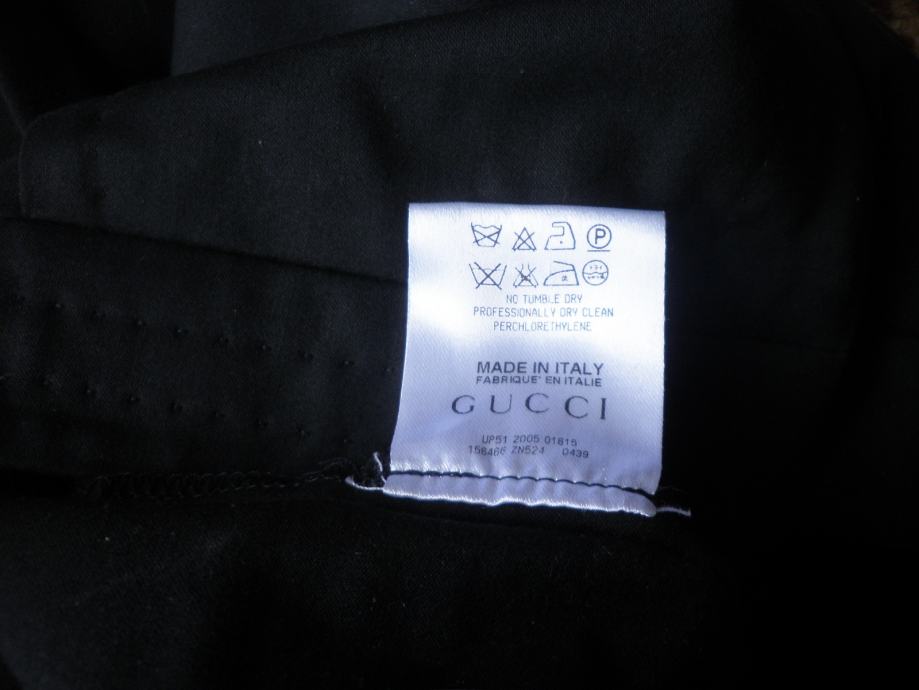 P
NO TUMBLE DRY
PROFESSIONALLY DRY CLEAN
PERCHLORETHYLENE
MADE IN ITALY
FABRIQUE' EN ITALIE
GUCCI
UP51 2005 01815
158466 ZN524 0439